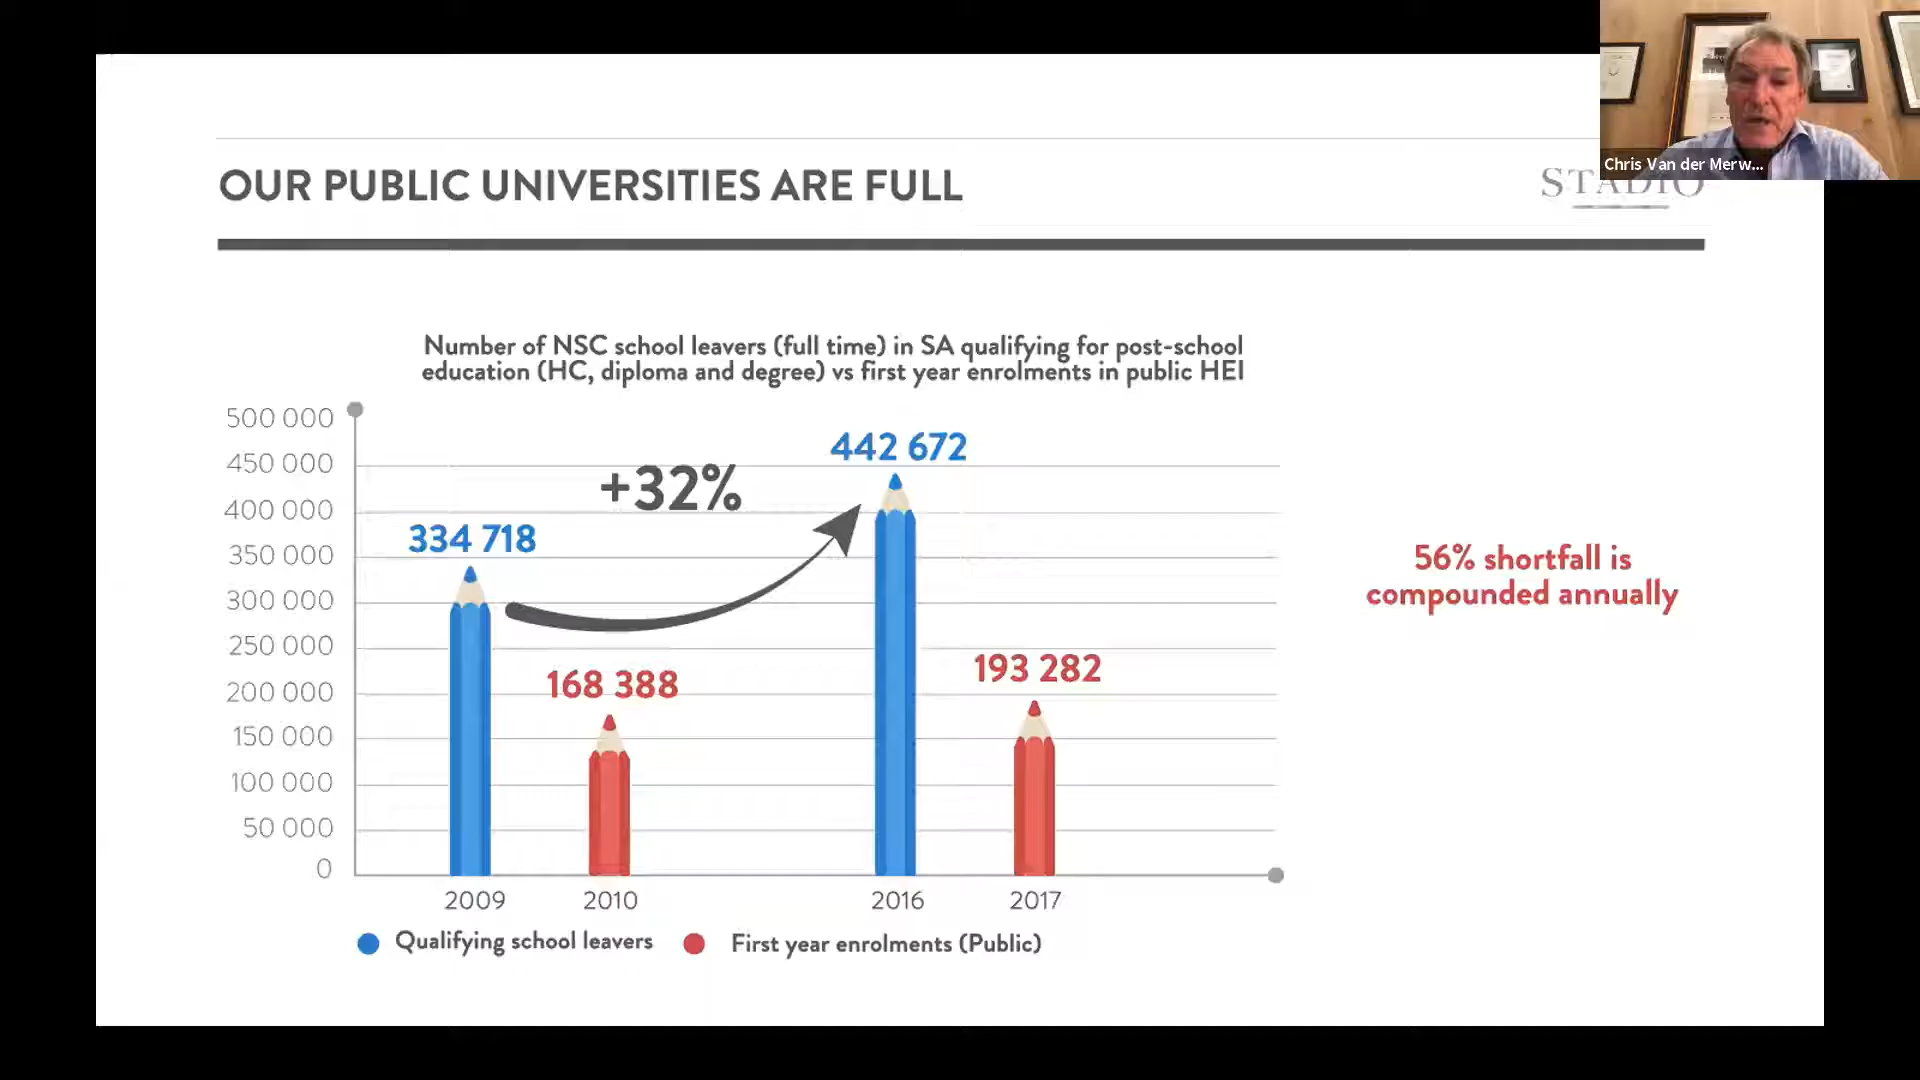 Chris Van der Merw...
OUR PUBLIC UNIVERSITIES ARE FULL
STADIO
Number of NSC school leavers (full time) in SA qualifying for post-school
education (HC, diploma and degree) vs first year enrolments in public HEI
500 000
450 000
400 000
350 000
300 000
250 000
200 000
150 000
100 000
50 000
0
334 718
+32%
442 672
168 388
193 282
56% shortfall is
compounded annually
2009
2010
2016
2017
Qualifying school leavers
First year enrolments (Public)